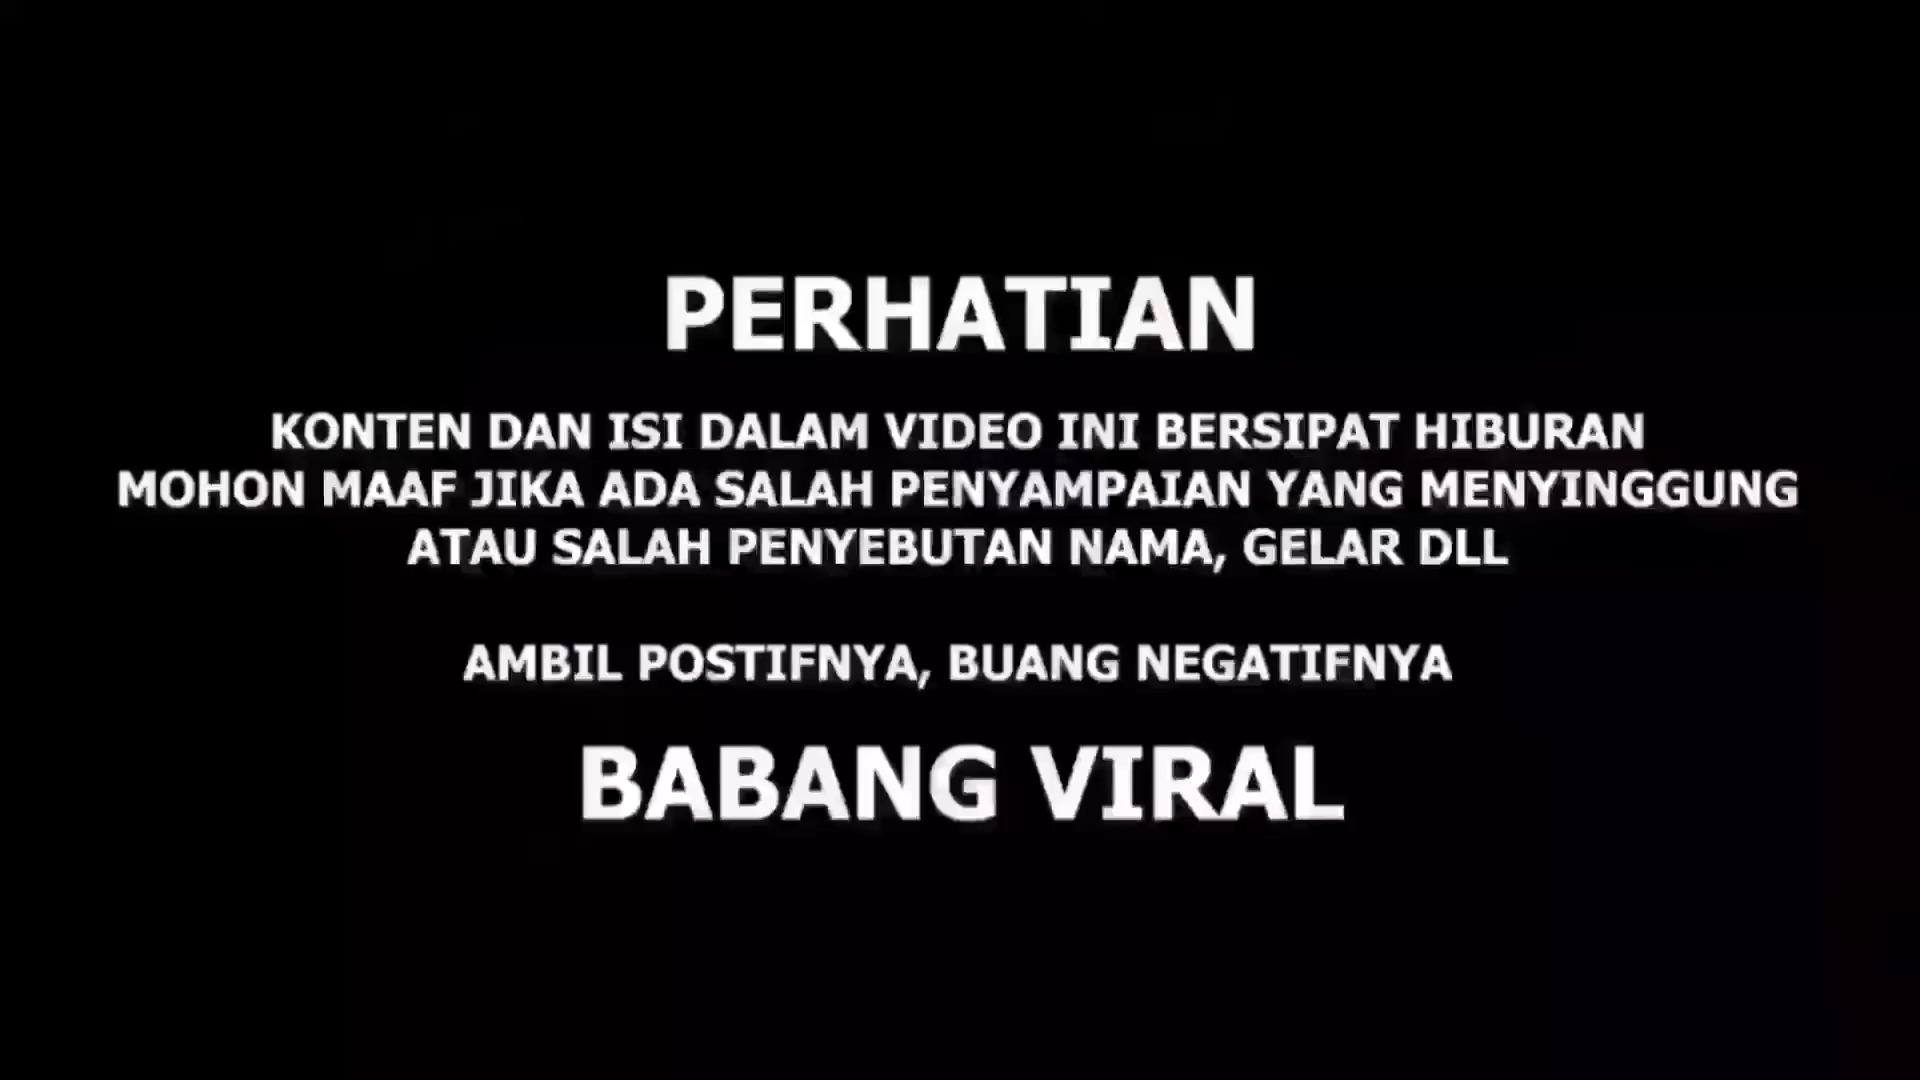 PERHATIAN
KONTEN DAN ISI DALAM VIDEO INI BERSIPAT HIBURAN
MOHON MAAF JIKA ADA SALAH PENYAMPAIAN YANG MENYINGGUNG
ATAU SALAH PENYEBUTAN NAMA, GELAR DLL
AMBIL POSTIFNYA, BUANG NEGATIFNYA
BABANG VIRAL